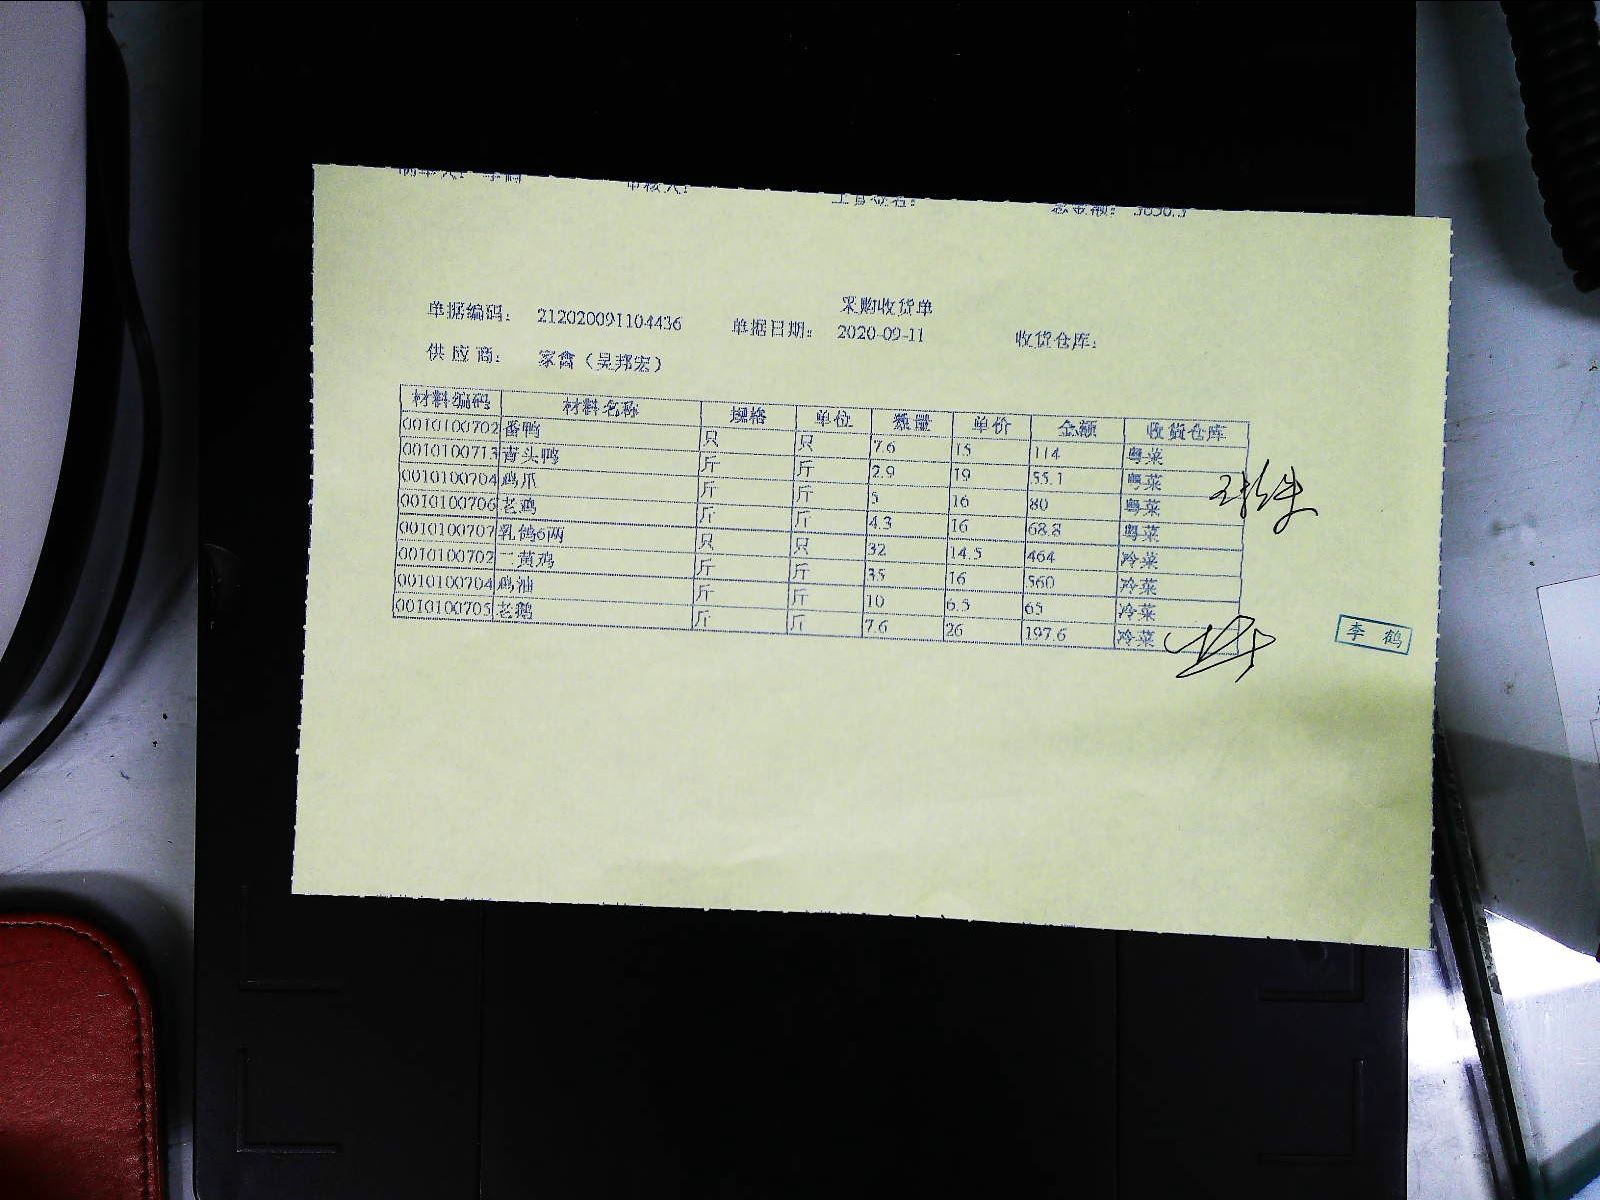 采购收货单
单据编码： 212020091104436 单据日期： 2020-09-11 收货仓库：
供 应 商： 家禽（吴邦宏）
材料编码 材料名称 规格 单位 数量 单价 金额 收货仓库
0010100702 番鸭 只 只 7.6 15 114 粤菜
0010100713 青头鸭 斤 斤 2.9 19 55.1 粤菜
0010100704 鸡爪 斤 斤 5 16 80 粤菜
0010100706 老鸡 斤 斤 4.3 16 68.8 粤菜
0010100707 乳鸽6两 只 只 32 14.5 464 冷菜
0010100702 二黄鸡 斤 斤 35 16 560 冷菜
0010100704 鸡油 斤 斤 10 6.5 65 冷菜
0010100705 老鹅 斤 斤 7.6 26 197.6 冷菜
李 鹤